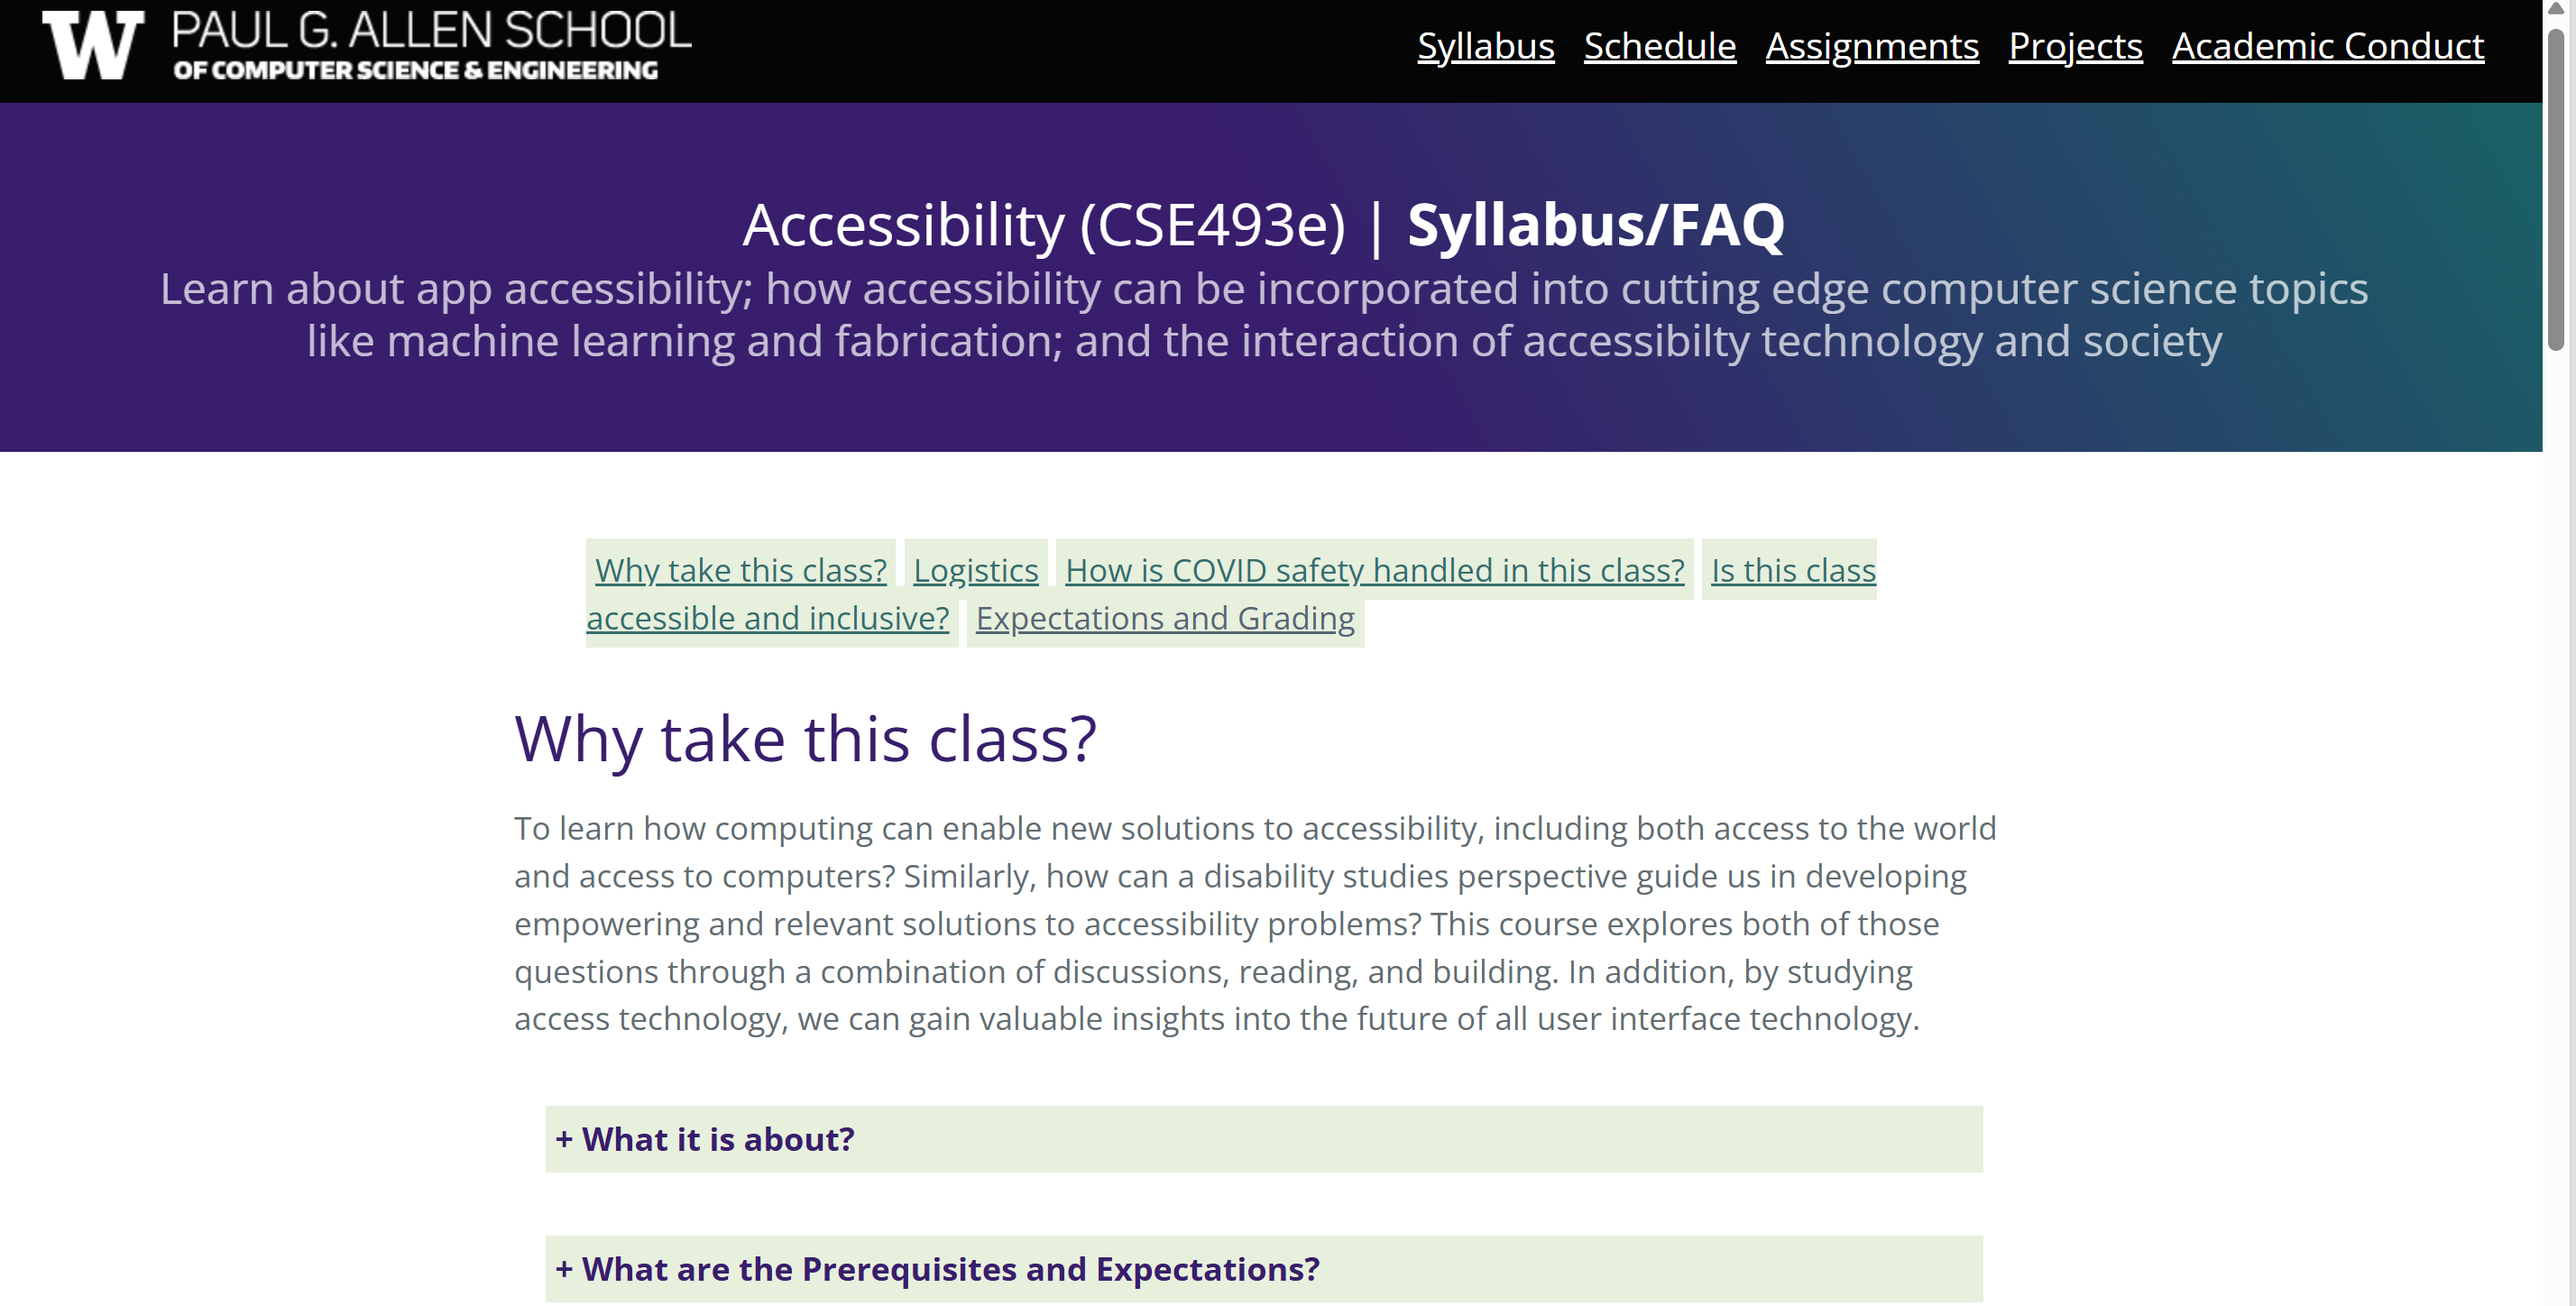 W PAUL G. ALLEN SCHOOL
OF COMPUTER SCIENCE & ENGINEERING
Syllabus Schedule Assignments Projects Academic Conduct
Accessibility (CSE493e) | Syllabus/FAQ
Learn about app accessibility; how accessibility can be incorporated into cutting edge computer science topics
like machine learning and fabrication; and the interaction of accessibilty technology and society
Why take this class? Logistics How is COVID safety handled in this class? Is this class
accessible and inclusive? Expectations and Grading
Why take this class?
To learn how computing can enable new solutions to accessibility, including both access to the world
and access to computers? Similarly, how can a disability studies perspective guide us in developing
empowering and relevant solutions to accessibility problems? This course explores both of those
questions through a combination of discussions, reading, and building. In addition, by studying
access technology, we can gain valuable insights into the future of all user interface technology.
+ What it is about?
+ What are the Prerequisites and Expectations?